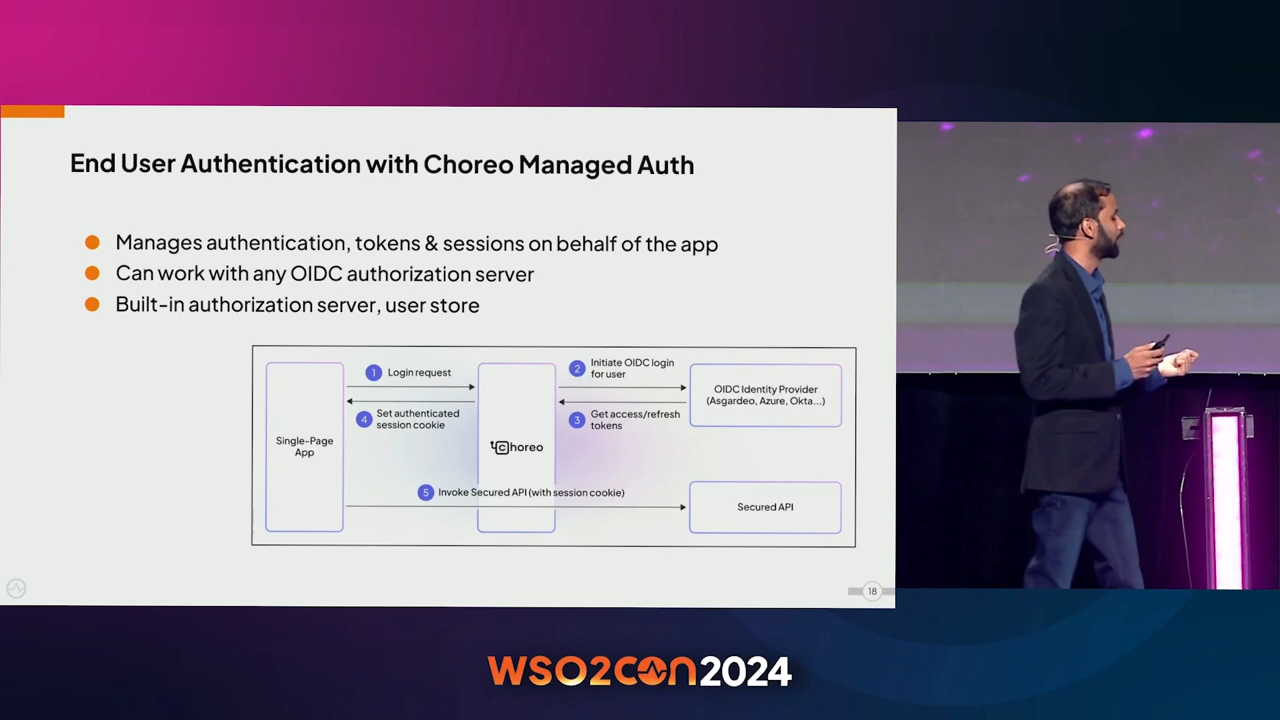 End User Authentication with Choreo Managed Auth
Manages authentication, tokens & sessions on behalf of the app
Can work with any OIDC authorization server
Built-in authorization server, user store
1 Login request
2 Initiate OIDC login
for user
OIDC Identity Provider
(Asgardeo, Azure, Okta...)
4 Set authenticated
session cookie
3 Get access/refresh
tokens
Single-Page
App
choreo
5 Invoke Secured API (with session cookie)
Secured API
18
WSO2CON2024